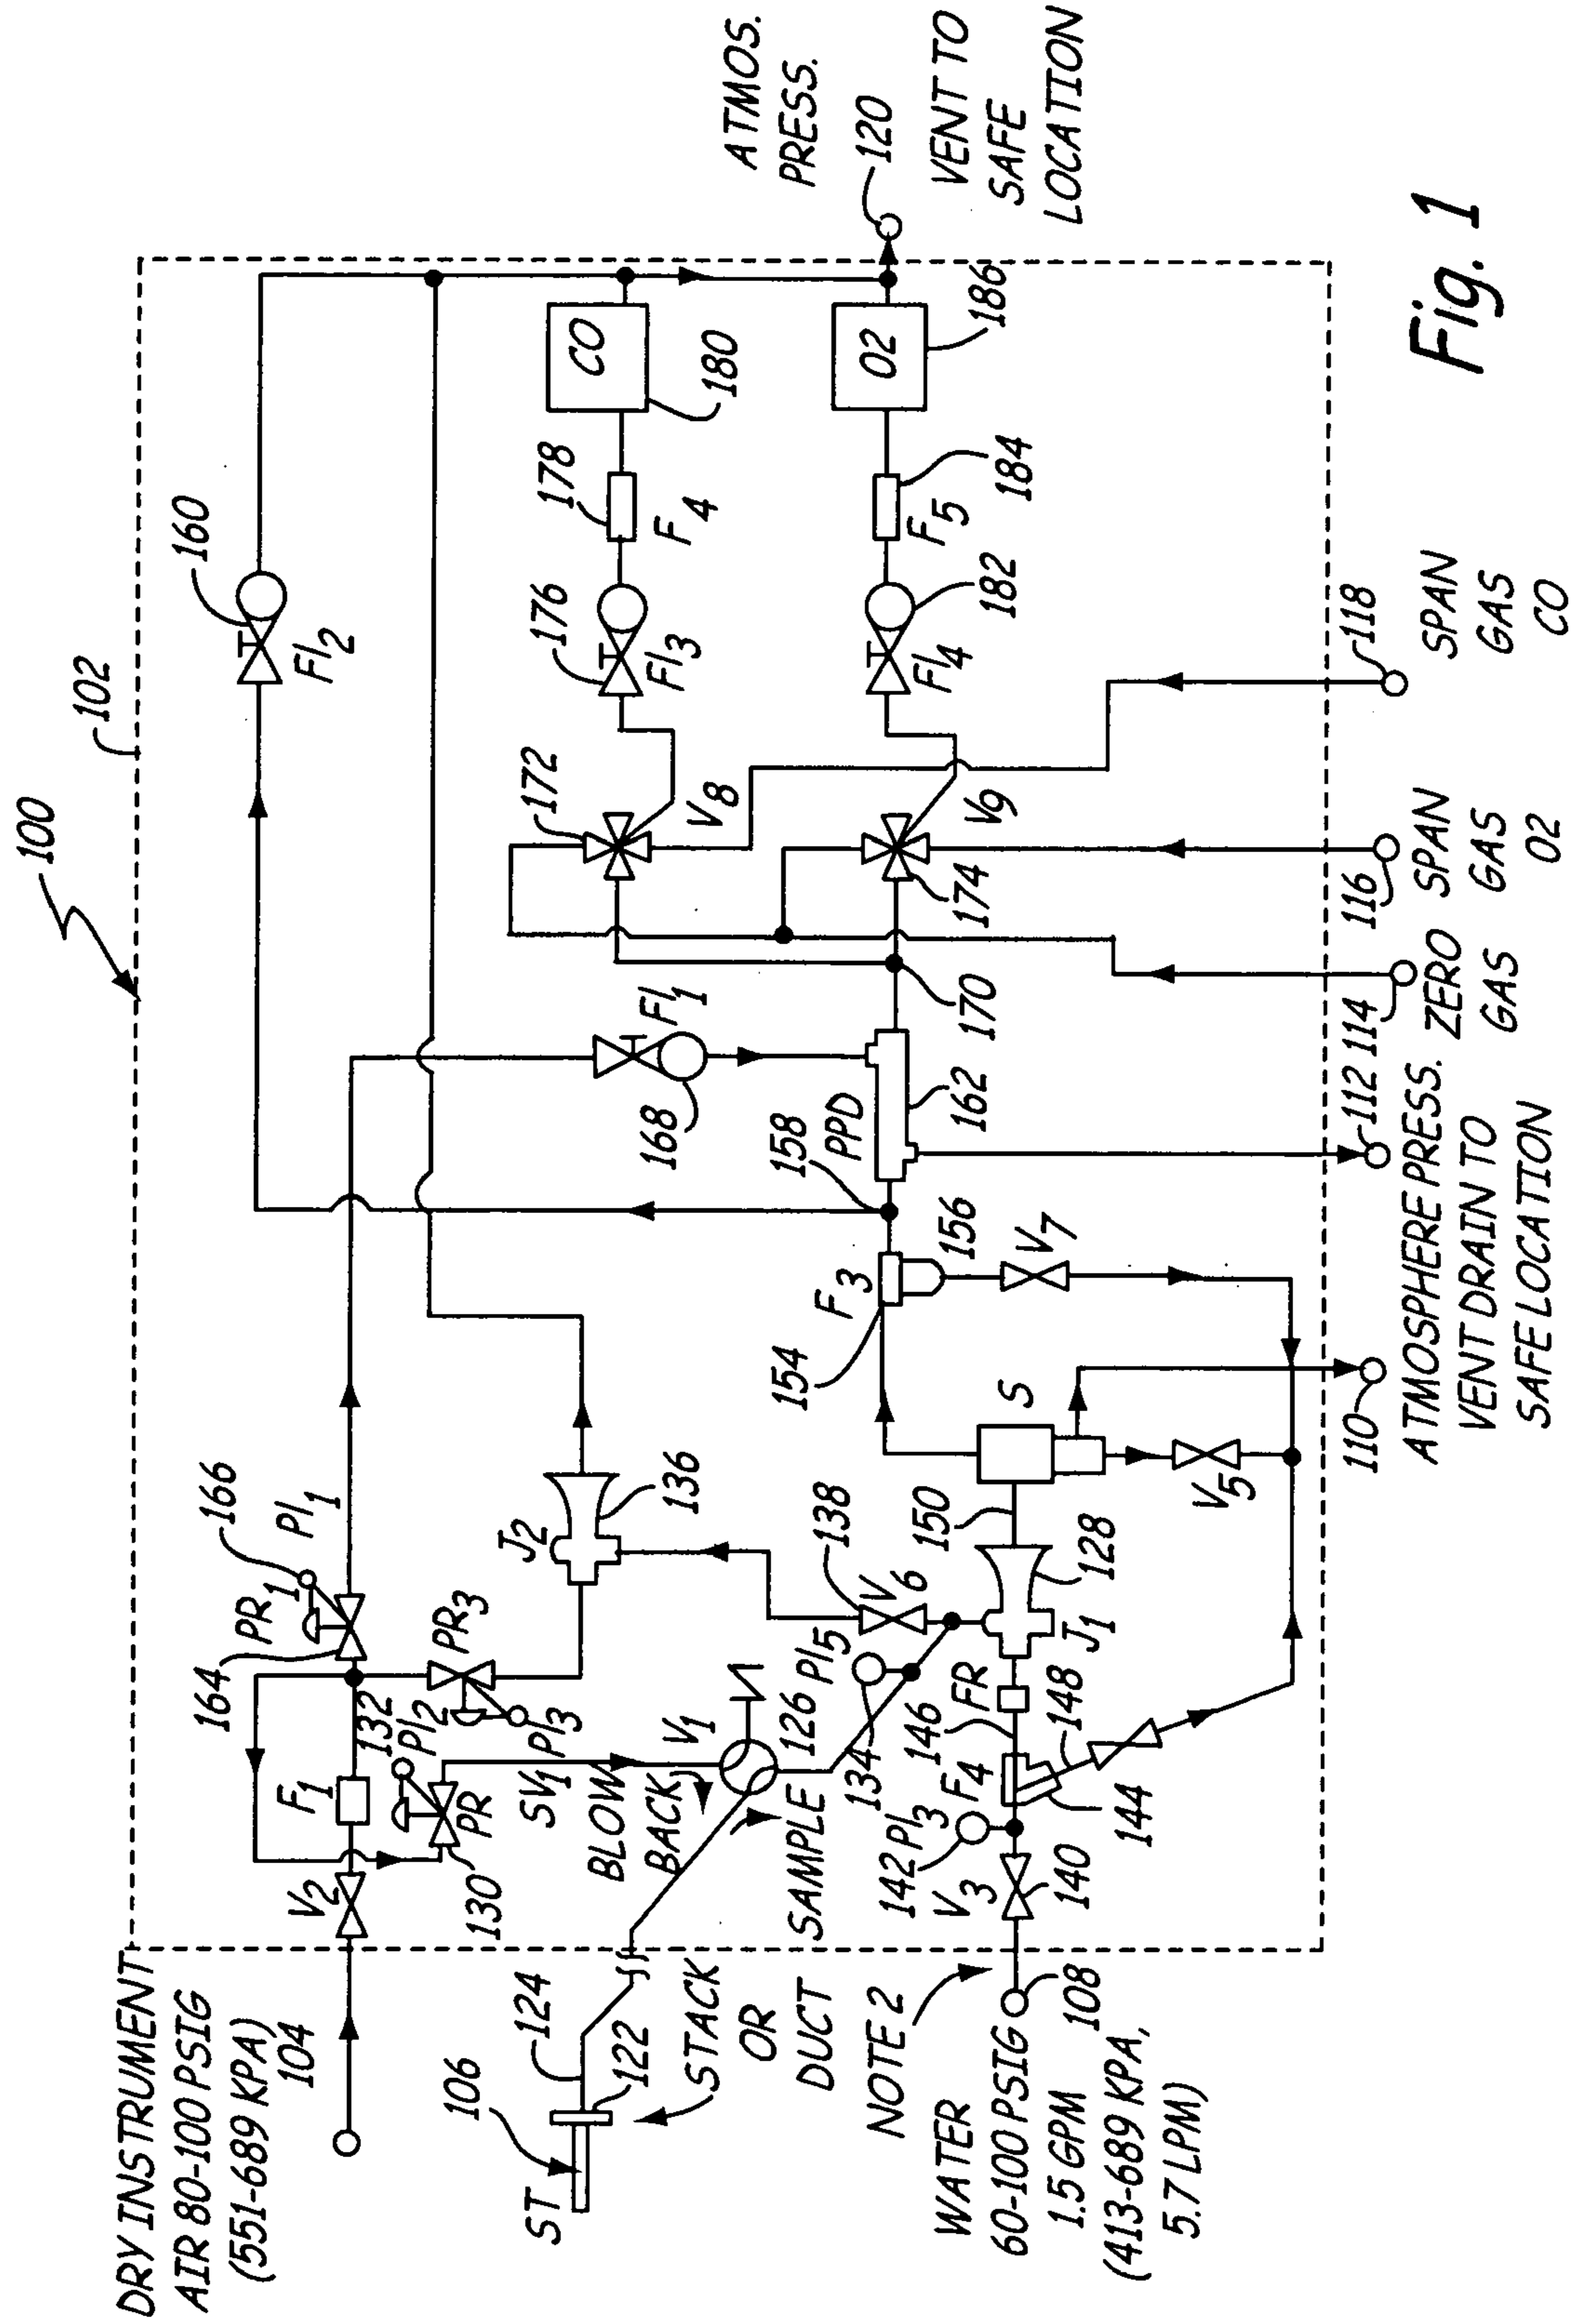 100
102
DRY INSTRUMENT
AIR 80-100 PSIG
(551-689 KPA)
104
V2
F1
164
PR1
166
PI1
132
PI2
PR
130
PR3
PI3
SV1
BLOW
BACK
V1
126
SAMPLE
J2
136
138
V6
PI5
134
106
ST
124
122
STACK
OR
DUCT
NOTE 2
WATER
60-100 PSIG
1.5 GPM
(413-689 KPA,
5.7 LPM)
108
V3
140
142
PI3
F4
144
146
148
FR
J1
128
150
S
V5
154
F3
156
V7
158
PPD
162
168
FI1
160
FI2
170
172
V8
174
V9
176
FI3
178
F4
CO
180
FI4
182
F5
184
O2
186
ATMOS.
PRESS.
120
VENT TO
SAFE
LOCATION
110
ATMOSPHERE PRESS.
VENT DRAIN TO
SAFE LOCATION
112
114
ZERO
GAS
116
SPAN
GAS
O2
118
SPAN
GAS
CO
Fig. 1